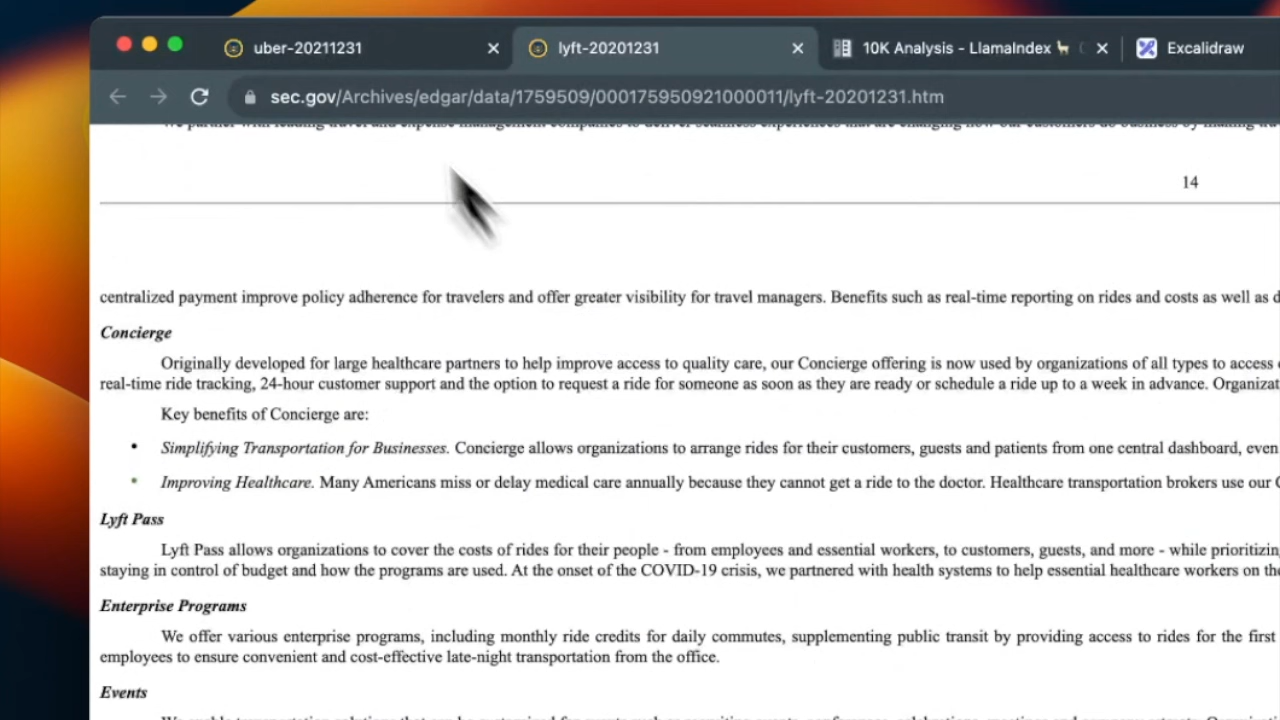 uber-20211231
lyft-20201231
10K Analysis - LlamaIndex 🦙
Excalidraw
sec.gov/Archives/edgar/data/1759509/000175950921000011/lyft-20201231.htm
14
centralized payment improve policy adherence for travelers and offer greater visibility for travel managers. Benefits such as real-time reporting on rides and costs as well as
Concierge
Originally developed for large healthcare partners to help improve access to quality care, our Concierge offering is now used by organizations of all types to access
real-time ride tracking, 24-hour customer support and the option to request a ride for someone as soon as they are ready or schedule a ride up to a week in advance.
Key benefits of Concierge are:
• Simplifying Transportation for Businesses. Concierge allows organizations to arrange rides for their customers, guests and patients from one central dashboard, even
• Improving Healthcare. Many Americans miss or delay medical care annually because they cannot get a ride to the doctor. Healthcare transportation brokers use our
Lyft Pass
Lyft Pass allows organizations to cover the costs of rides for their people - from employees and essential workers, to customers, guests, and more - while
staying in control of budget and how the programs are used. At the onset of the COVID-19 crisis, we partnered with health systems to help essential healthcare workers on
Enterprise Programs
We offer various enterprise programs, including monthly ride credits for daily commutes, supplementing public transit by providing access to rides for the first
employees to ensure convenient and cost-effective late-night transportation from the office.
Events